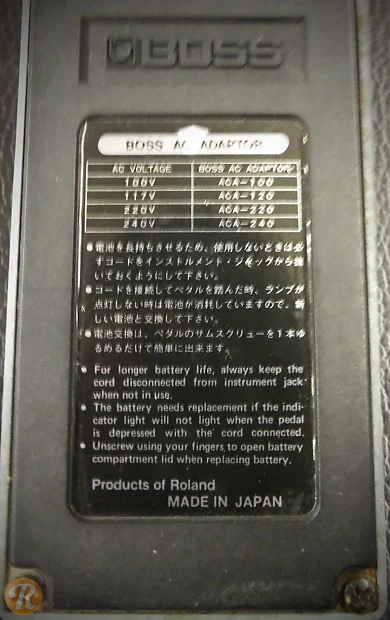 BOSS
BOSS AC ADAPTOR
AC VOLTAGE BOSS AC ADAPTOR
100V ACA-100
117V ACA-120
220V ACA-220
240V ACA-240
●電池を長持ちさせるため、使用しないときは必
ずコードをインストルメント・ジャックから抜
いておくようにして下さい。
●コードを接続してペダルを踏んだ時、ランプが
点灯しない時は電池が消耗していますので、新
しい電池と交換して下さい。
●電池交換は、ペダルのサムスクリューを1本ゆ
るめるだけで簡単に出来ます。
● For longer battery life, always keep the
cord disconnected from instrument jack
when not in use.
● The battery needs replacement if the indi-
cator light will not light when the pedal
is depressed with the cord connected.
● Unscrew using your fingers to open battery
compartment lid when replacing battery.
Products of Roland
MADE IN JAPAN
R